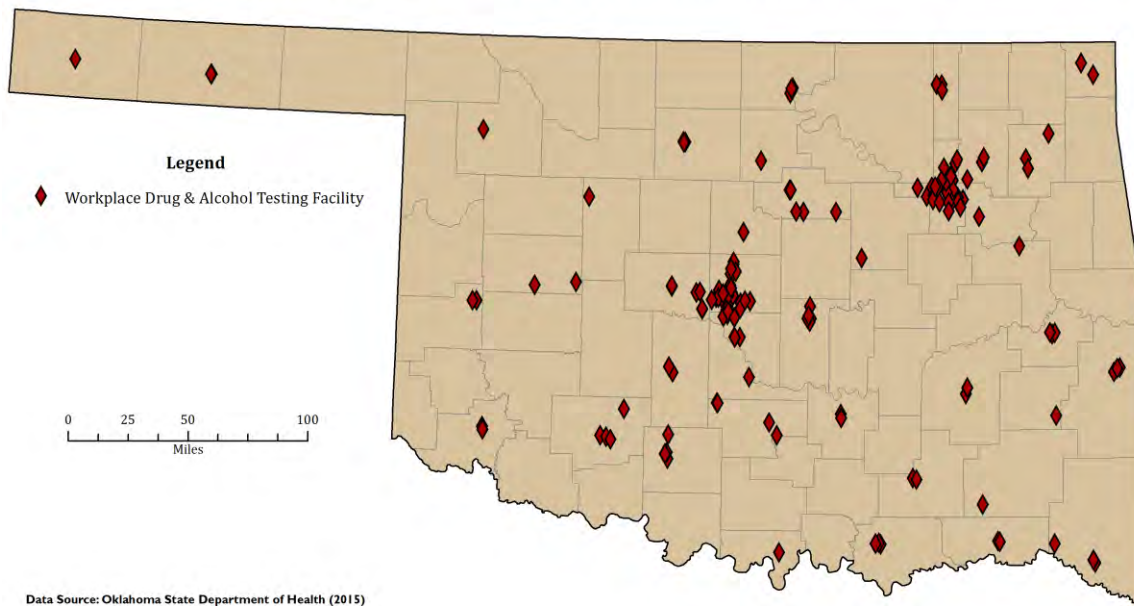 Legend
Workplace Drug & Alcohol Testing Facility
0 25 50 100
Miles
Data Source: Oklahoma State Department of Health (2015)